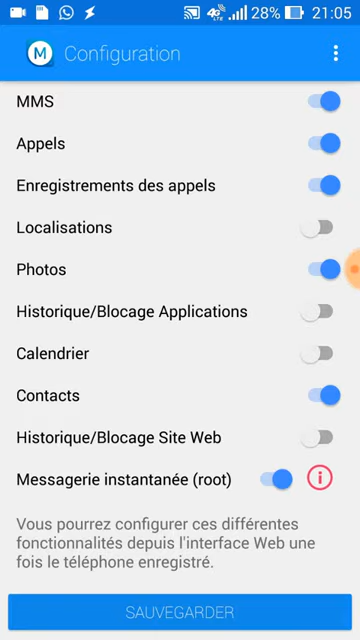 28% 21:05
M Configuration
MMS
Appels
Enregistrements des appels
Localisations
Photos
Historique/Blocage Applications
Calendrier
Contacts
Historique/Blocage Site Web
Messagerie instantanée (root)
Vous pourrez configurer ces différentes
fonctionnalités depuis l'interface Web une
fois le téléphone enregistré.
SAUVEGARDER